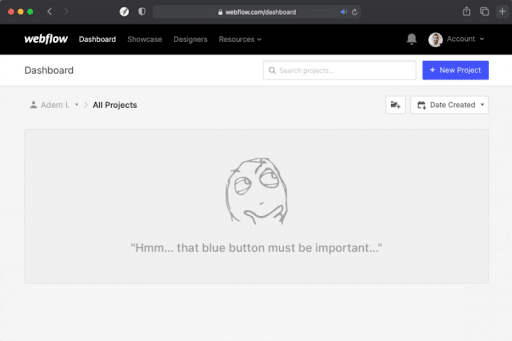 webflow.com/dashboard
webflow Dashboard Showcase Designers Resources Account
Dashboard Search projects... + New Project
Adem I. All Projects Date Created
"Hmm... that blue button must be important..."